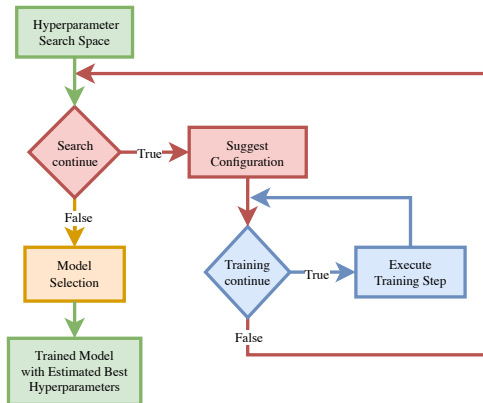 Hyperparameter
Search Space
Search
continue
True
Suggest
Configuration
False
Model
Selection
Training
continue
True
Execute
Training Step
False
Trained Model
with Estimated Best
Hyperparameters